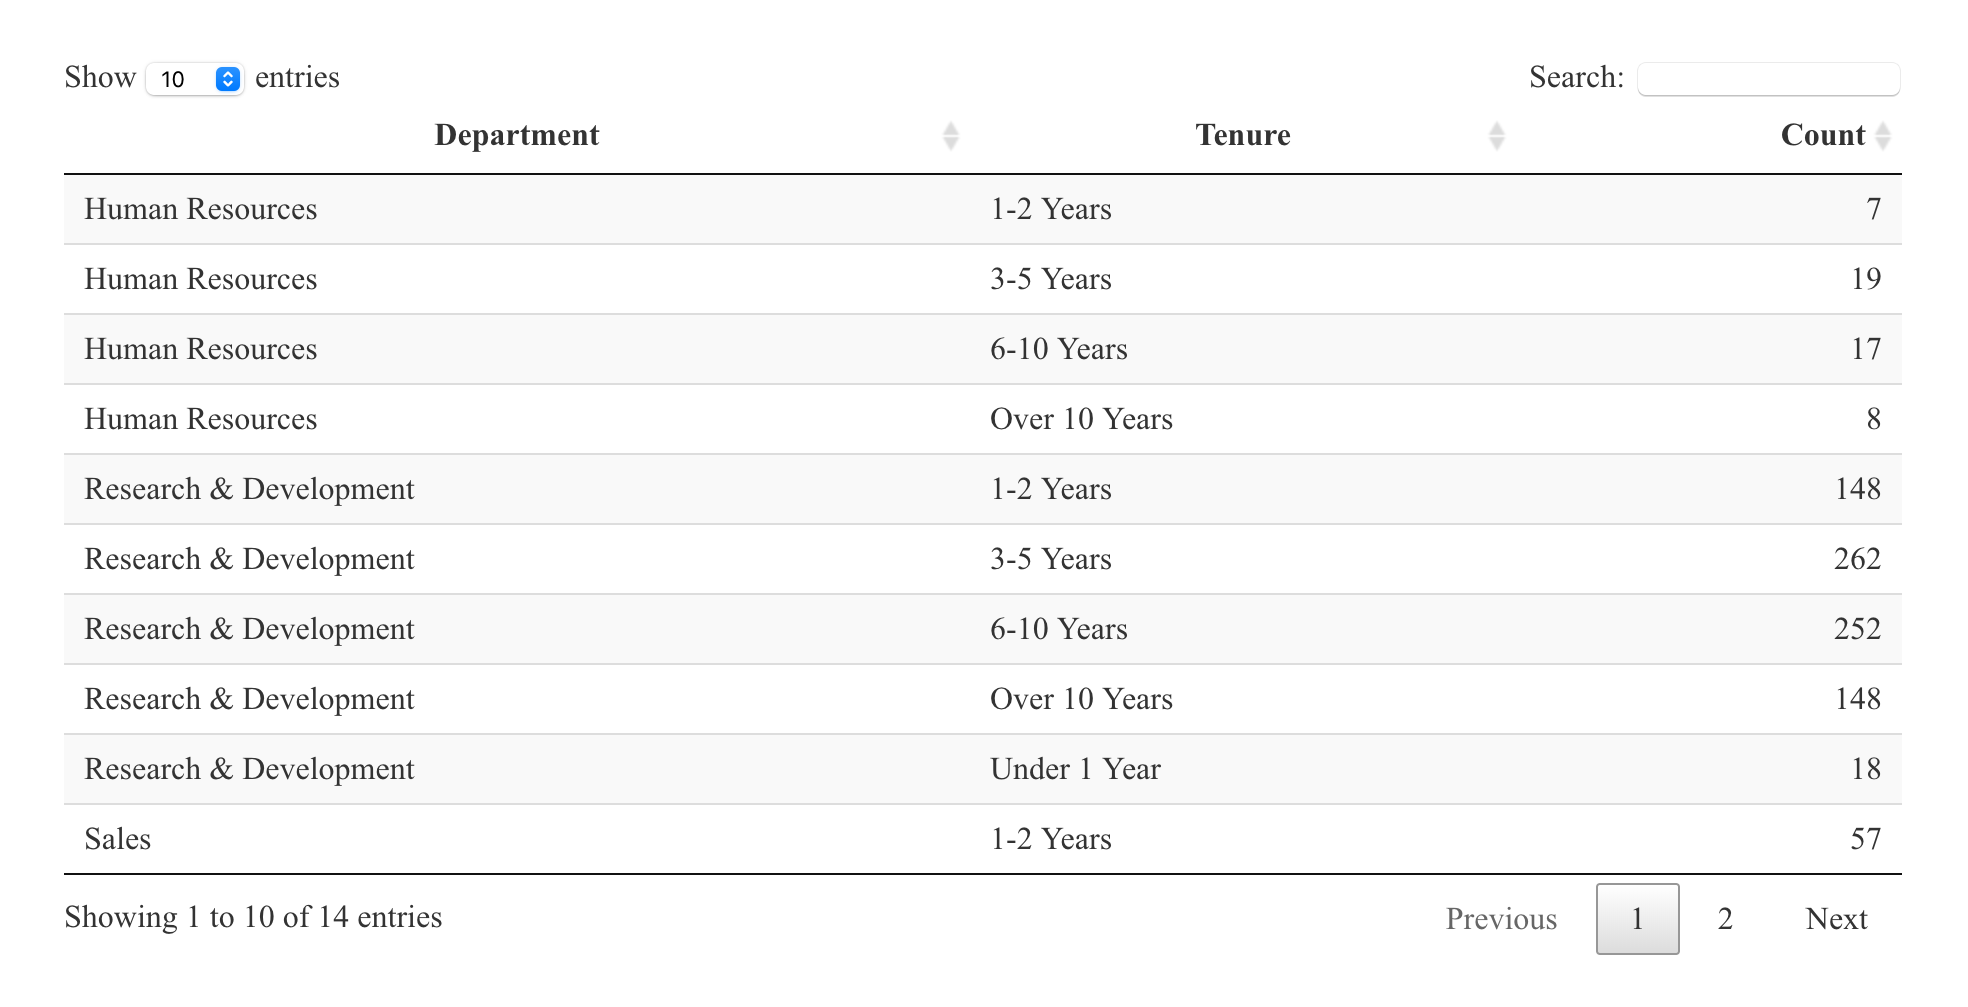 Show 10 entries Search:
Department Tenure Count
Human Resources 1-2 Years 7
Human Resources 3-5 Years 19
Human Resources 6-10 Years 17
Human Resources Over 10 Years 8
Research & Development 1-2 Years 148
Research & Development 3-5 Years 262
Research & Development 6-10 Years 252
Research & Development Over 10 Years 148
Research & Development Under 1 Year 18
Sales 1-2 Years 57
Showing 1 to 10 of 14 entries Previous 1 2 Next